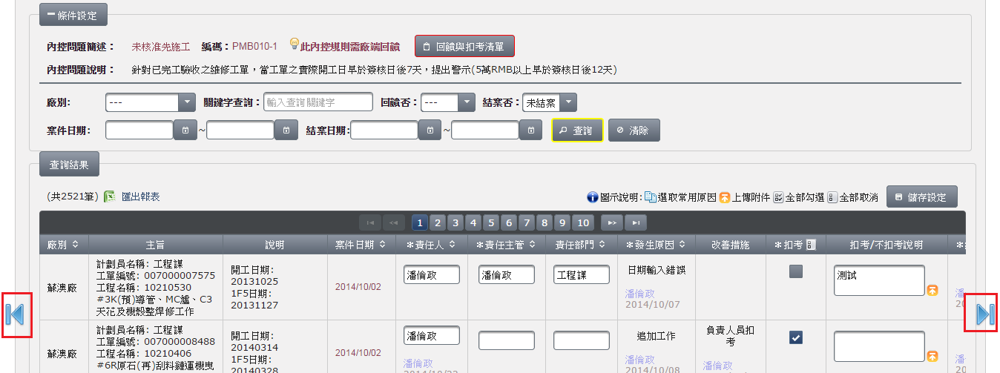 條件設定
內控問題簡述： 未核准先施工 編碼：PMB010-1 此內控規則需廠端回饋 回饋與扣考清單
內控問題說明： 針對已完工驗收之維修工單，當工單之實際開工日早於簽核日後7天，提出警示(5萬RMB以上早於簽核日後12天)
廠別: --- 關鍵字查詢： 輸入查詢關鍵字 回饋否： --- 結案否： 未結案
案件日期: ~ 結案日期: ~ 查詢 清除
查詢結果
(共2521筆) 匯出報表 圖示說明: 選取常用原因 上傳附件 全部勾選 全部取消 儲存設定
1 2 3 4 5 6 7 8 9 10
廠別 主旨 說明 案件日期 *責任人 *責任主管 責任部門 *發生原因 改善措施 *扣考 扣考/不扣考說明
蘇澳廠
計劃員名稱: 工程課
工單編號: 007000007575
工程名稱: 10210530
#3K(預)導管、MC爐、C3
天花及機殼整焊修工作
開工日期:
20131025
1F5日期:
20131127
2014/10/02
潘倫政
潘倫政
工程課
日期輸入錯誤
潘倫政
2014/10/07
測試
潘
20
蘇澳廠
計劃員名稱: 工程課
工單編號: 007000008488
工程名稱: 10210406
#6R原石(再)刮料鏈運機曳
開工日期:
20140314
1F5日期:
20140328
2014/10/02
潘倫政
潘倫政
追加工作
潘倫政
2014/10/08
負責人員扣
考
潘倫政
潘